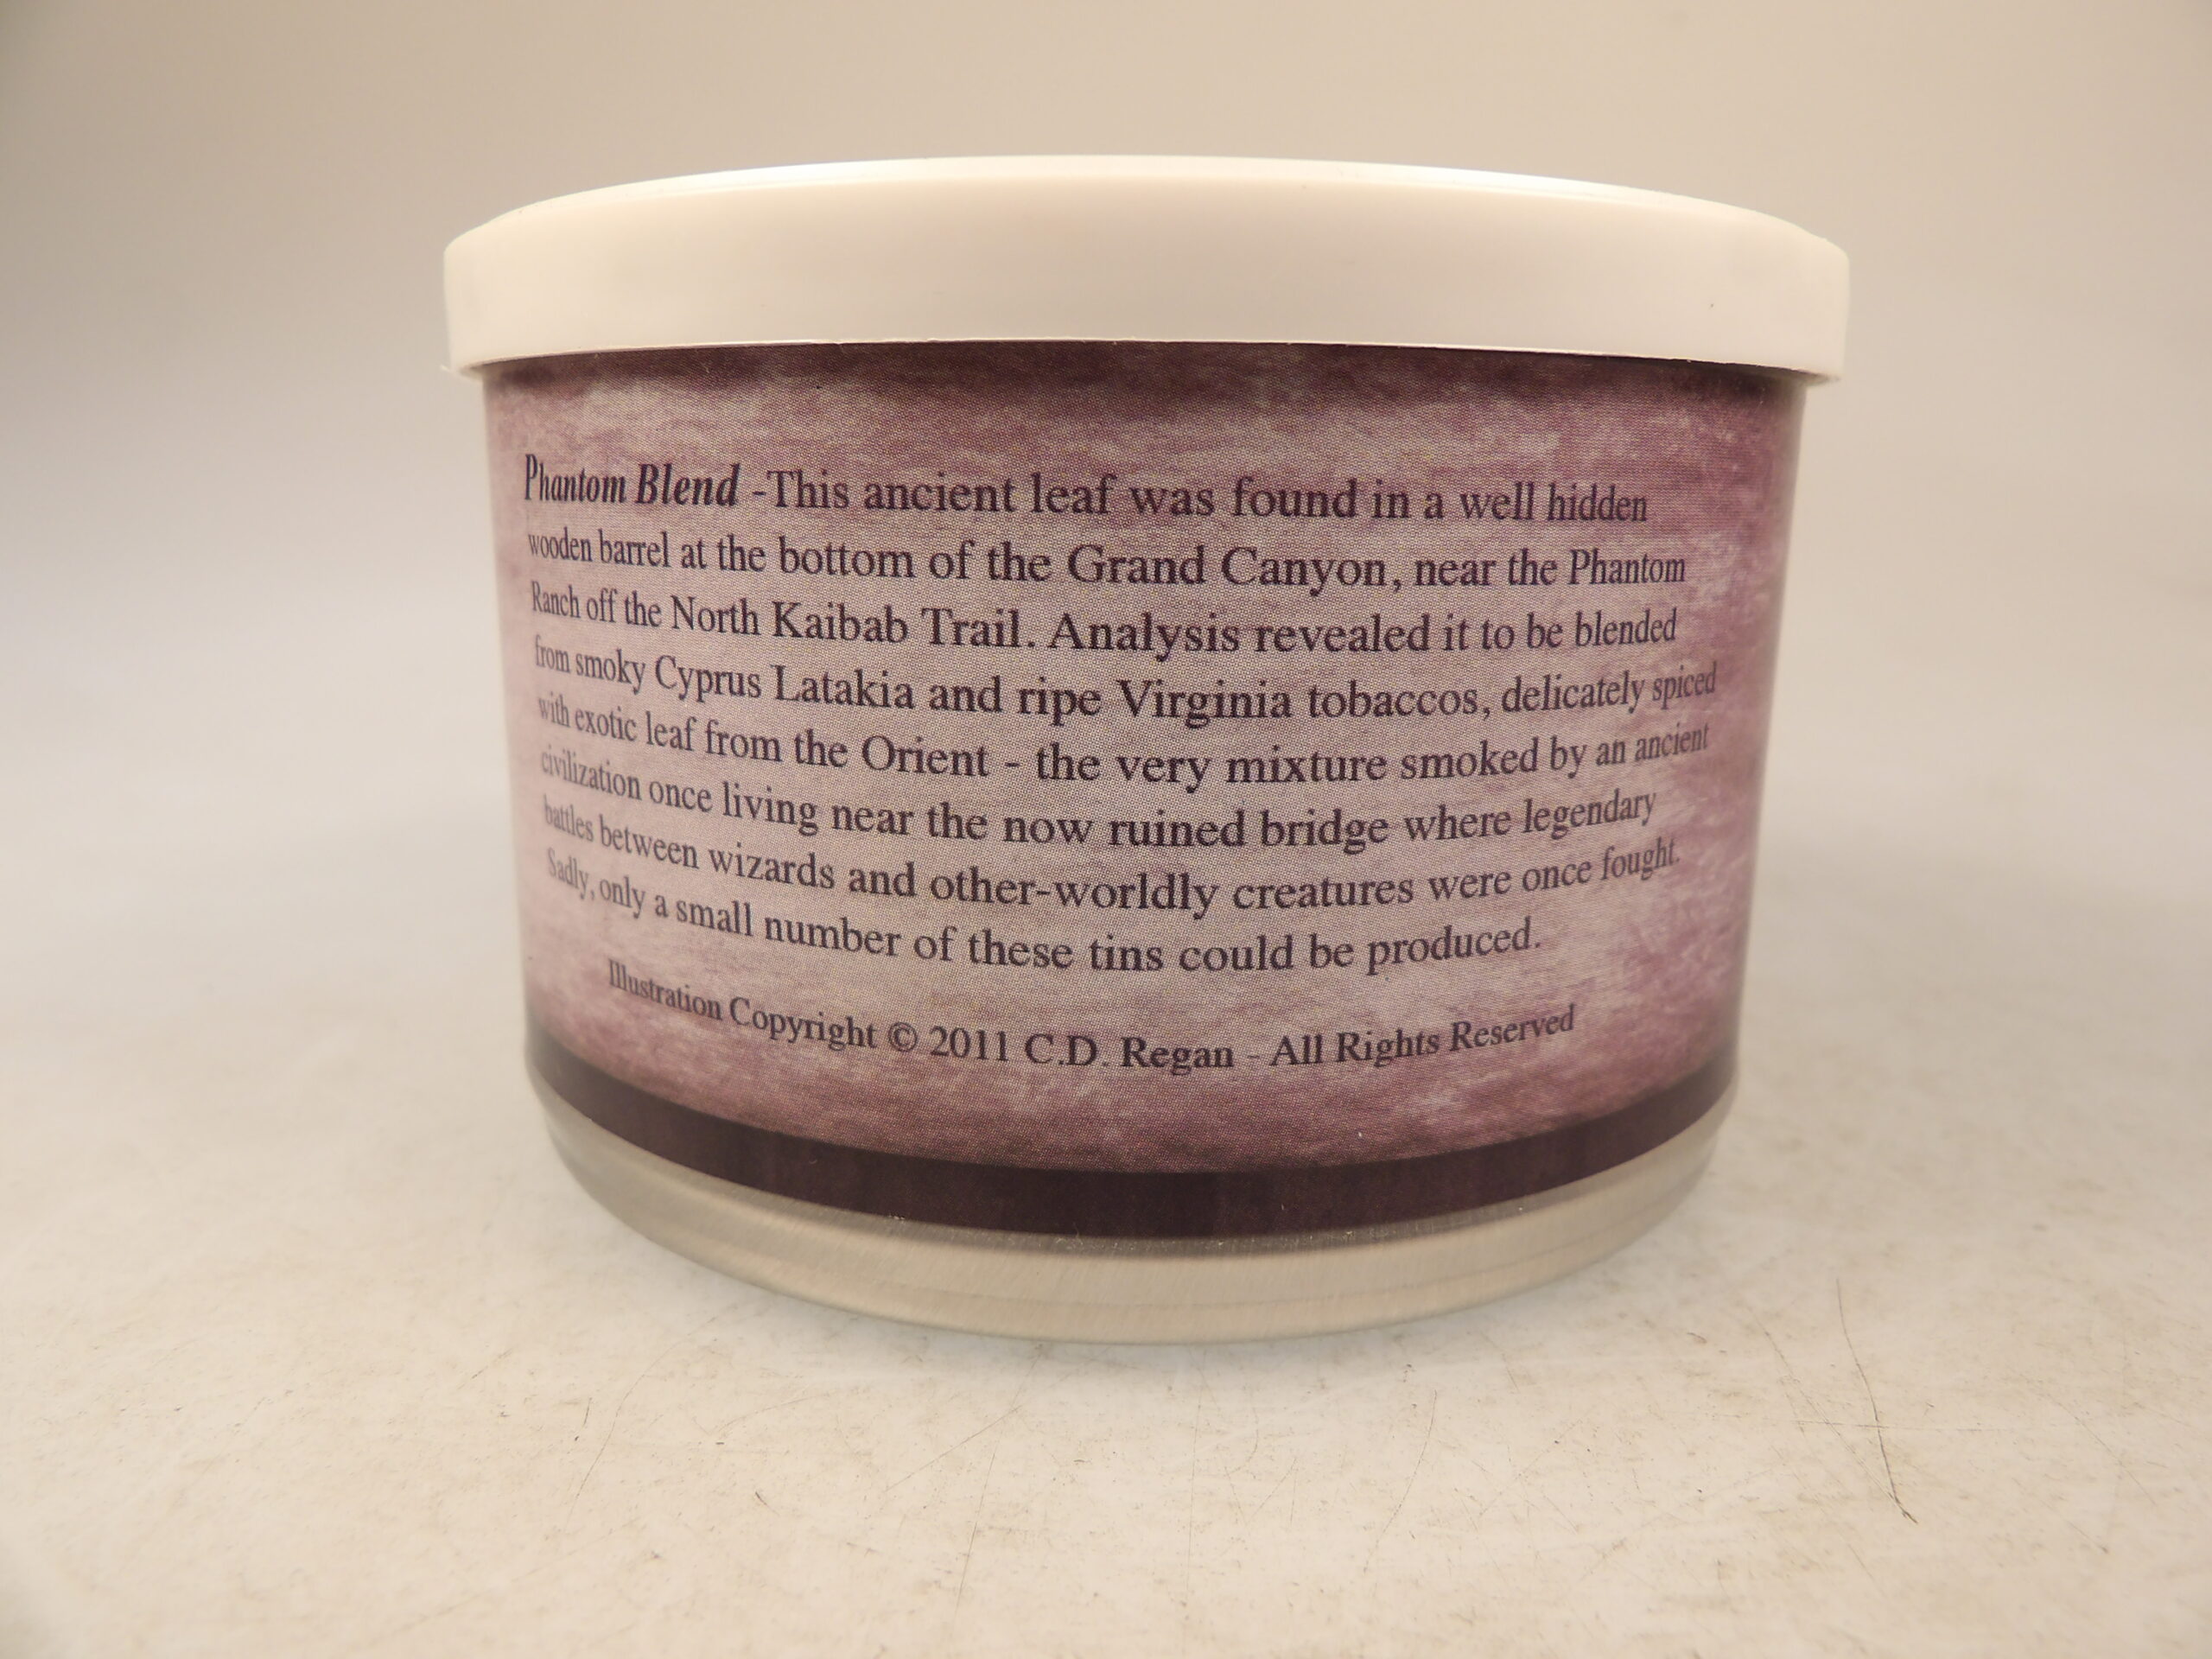 Phantom Blend -This ancient leaf was found in a well hidden
wooden barrel at the bottom of the Grand Canyon, near the Phantom
Ranch off the North Kaibab Trail. Analysis revealed it to be blended
from smoky Cyprus Latakia and ripe Virginia tobaccos, delicately spiced
with exotic leaf from the Orient - the very mixture smoked by an ancient
civilization once living near the now ruined bridge where legendary
battles between wizards and other-worldly creatures were once fought.
Sadly, only a small number of these tins could be produced.
Illustration Copyright © 2011 C.D. Regan - All Rights Reserved